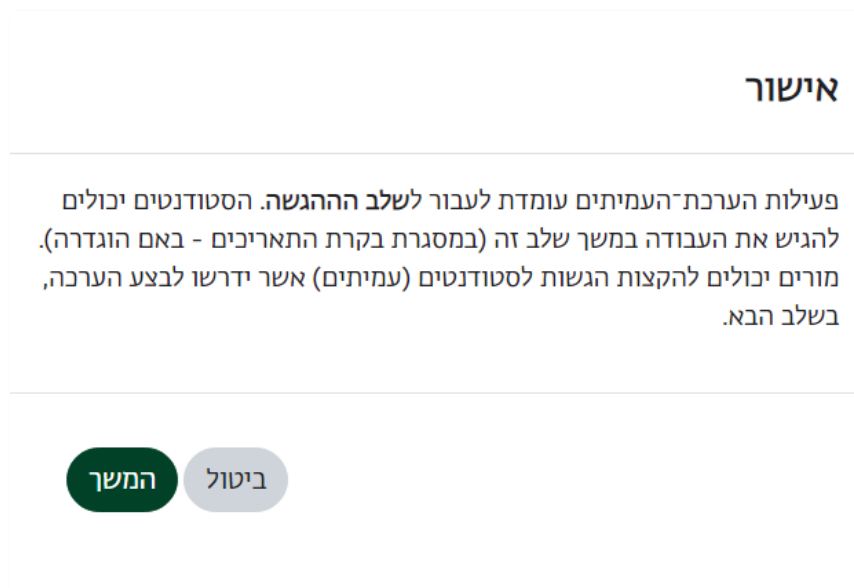 אישור
פעילות הערכת־העמיתים עומדת לעבור לשלב הההגשה. הסטודנטים יכולים
להגיש את העבודה במשך שלב זה (במסגרת בקרת התאריכים - באם הוגדרה).
מורים יכולים להקצות הגשות לסטודנטים (עמיתים) אשר ידרשו לבצע הערכה,
בשלב הבא.
ביטול
המשך